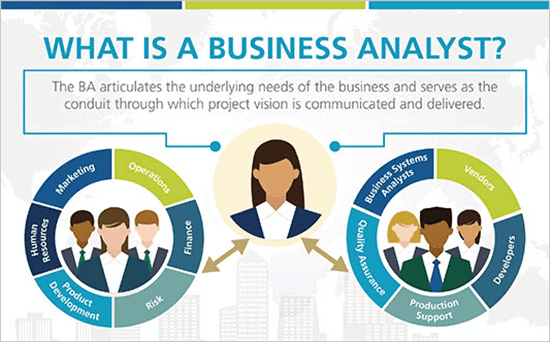 WHAT IS A BUSINESS ANALYST?
The BA articulates the underlying needs of the business and serves as the
conduit through which project vision is communicated and delivered.
Marketing
Operations
Human
Resources
Finance
Product
Development
Risk
Business Systems
Analysts
Vendors
Quality Assurance
Developers
Production
Support